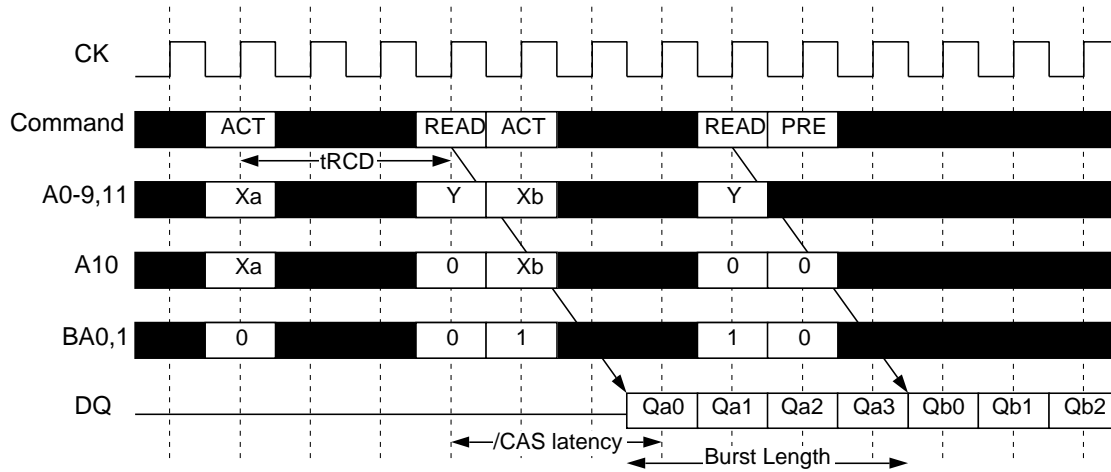 CK
Command ACT READ ACT READ PRE
tRCD
A0-9,11 Xa Y Xb Y
A10 Xa 0 Xb 0 0
BA0,1 0 0 1 1 0
DQ Qa0 Qa1 Qa2 Qa3 Qb0 Qb1 Qb2
/CAS latency
Burst Length